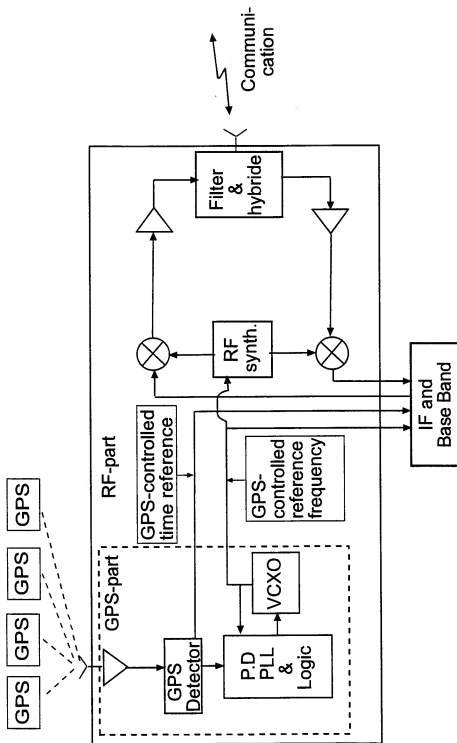 GPS
GPS
GPS
GPS
GPS-part
RF-part
GPS
Detector
P.D
PLL
&
Logic
VCXO
GPS-controlled
time reference
GPS-
controlled
reference
frequency
RF
synth.
Filter
&
hybride
Communi-
cation
IF and
Base Band